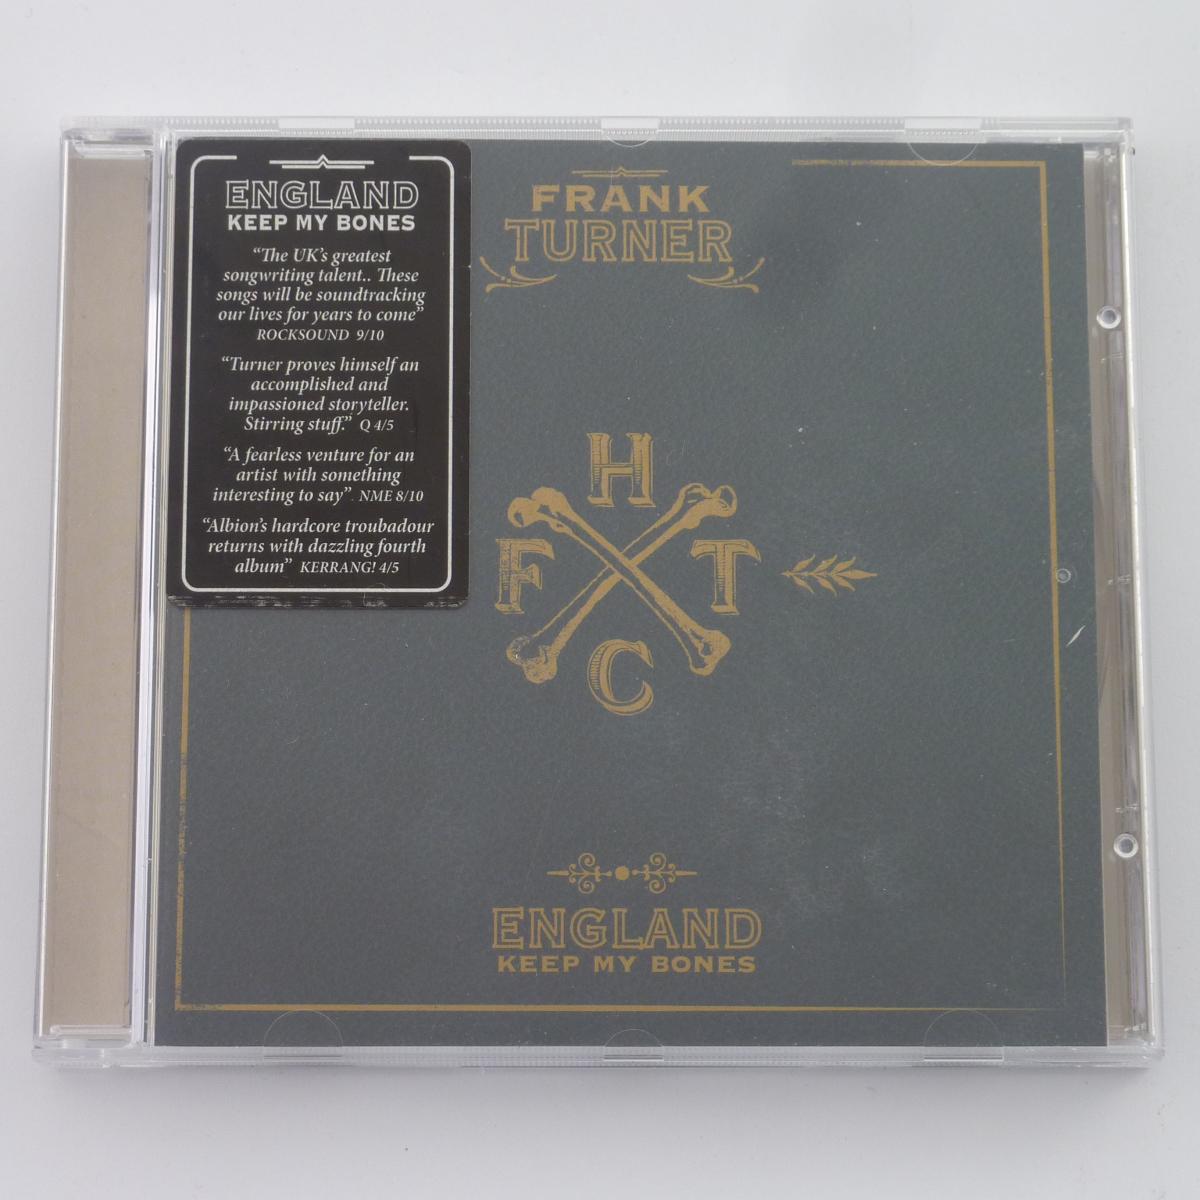 ENGLAND
KEEP MY BONES
“The UK's greatest
songwriting talent.. These
songs will be soundtracking
our lives for years to come”
ROCKSOUND 9/10
“Turner proves himself an
accomplished and
impassioned storyteller.
Stirring stuff.” Q 4/5
“A fearless venture for an
artist with something
interesting to say” NME 8/10
“Albion's hardcore troubadour
returns with dazzling fourth
album” KERRANG! 4/5
FRANK
TURNER
H
F T
C
ENGLAND
KEEP MY BONES